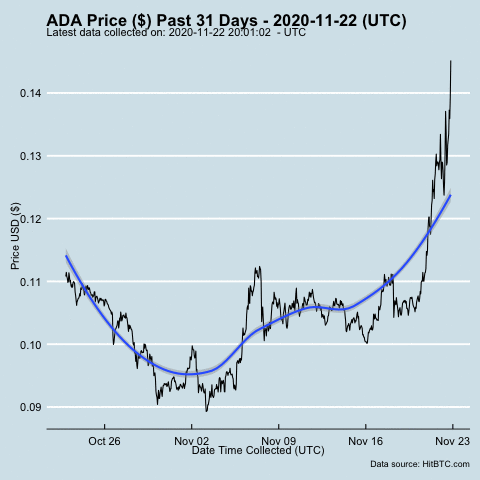 ADA Price ($) Past 31 Days - 2020-11-22 (UTC)
Latest data collected on: 2020-11-22 20:01:02  - UTC
0.14
0.13
0.12
0.11
0.10
0.09
Price USD ($)
Oct 26
Nov 02
Nov 09
Nov 16
Nov 23
Date Time Collected (UTC)
Data source: HitBTC.com